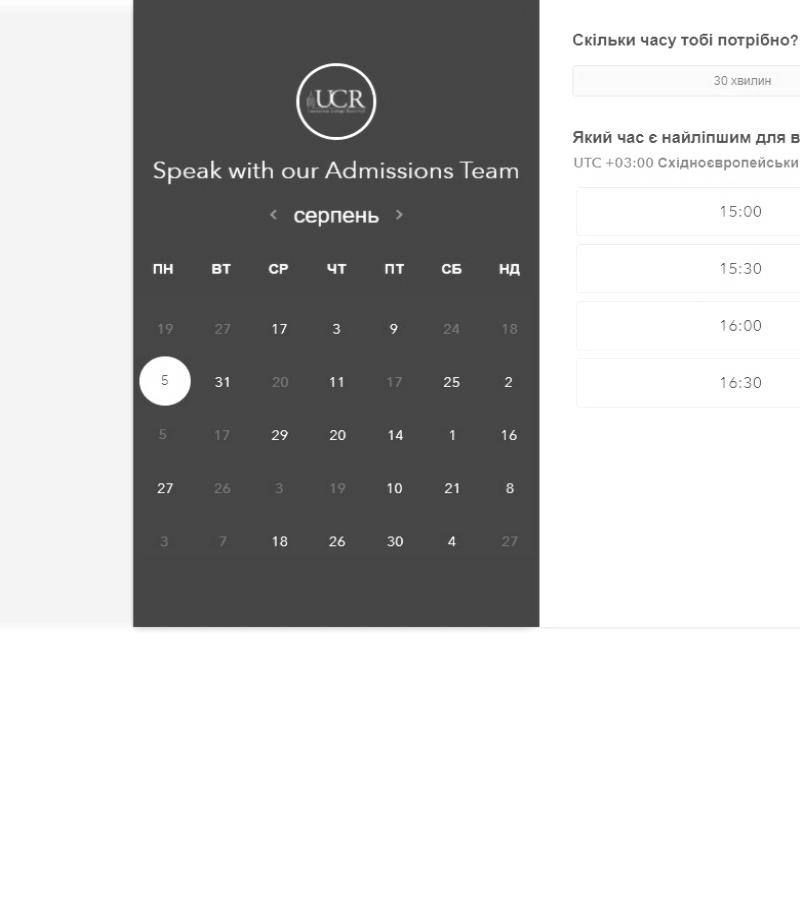 UCR
Speak with our Admissions Team
серпень
ПН ВТ СР ЧТ ПТ СБ НД
19 27 17 3 9 24 18
5 31 20 11 17 25 2
5 17 29 20 14 1 16
27 26 3 19 10 21 8
3 7 18 26 30 4 27
Скільки часу тобі потрібно?
30 хвилин
Який час є найліпшим для в
UTC +03:00 Східноєвропейськи
15:00
15:30
16:00
16:30